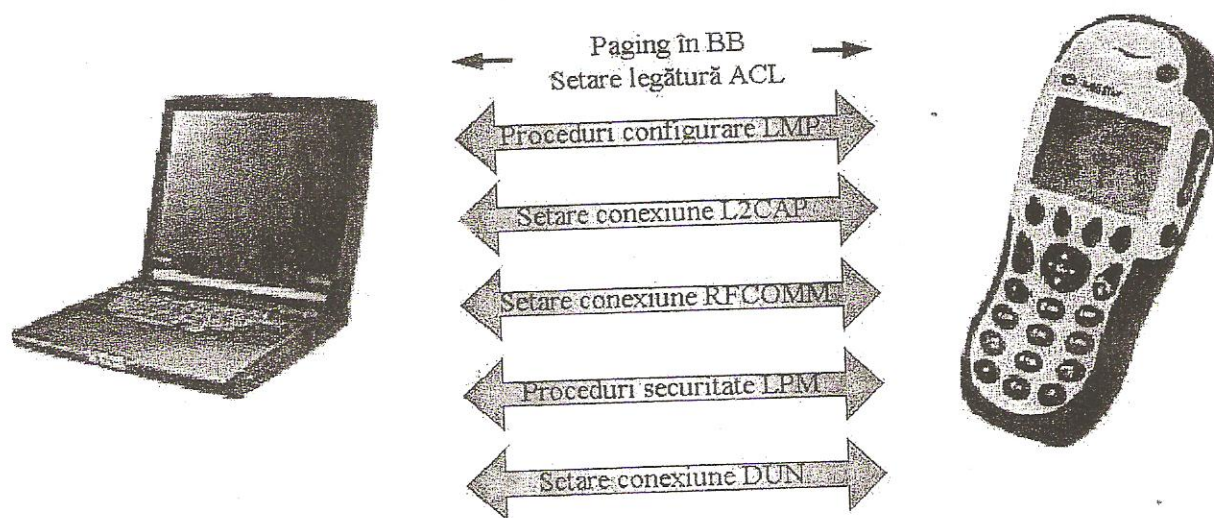 Paging în BB
Setare legătură ACL
Proceduri configurare LMP
Setare conexiune L2CAP
Setare conexiune RFCOMM
Proceduri securitate LPM
Setare conexiune DUN